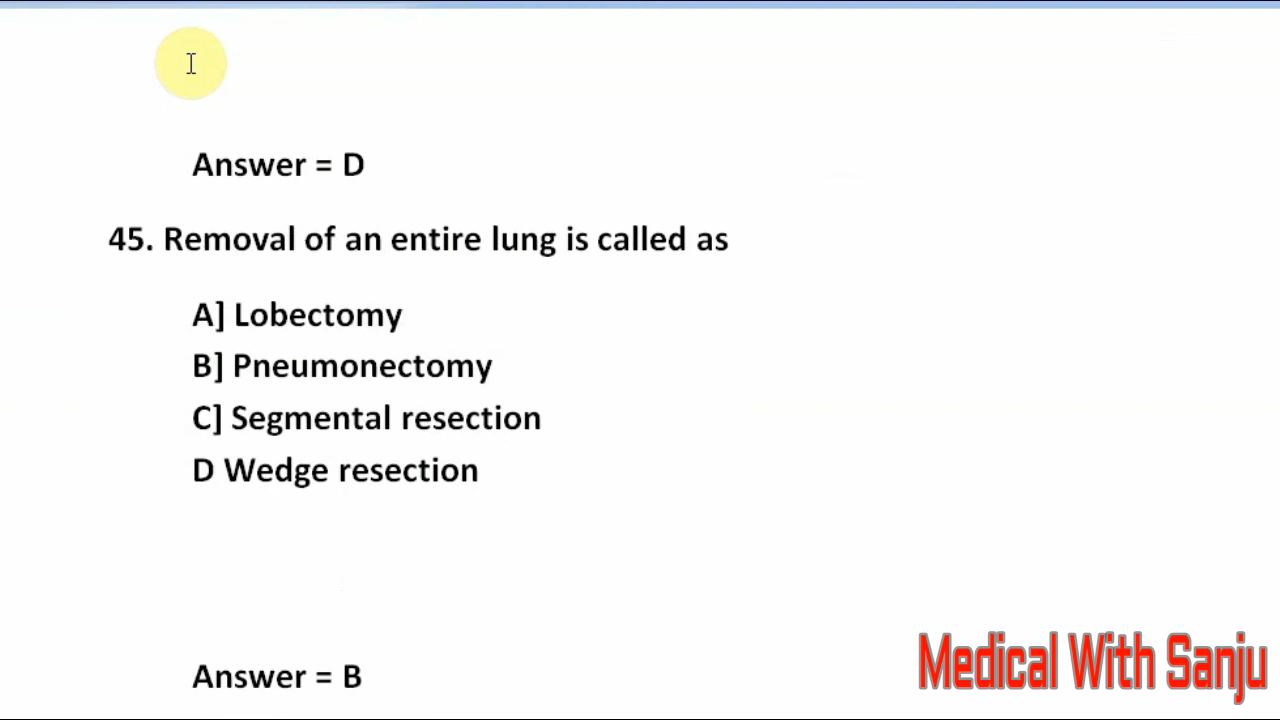 Answer = D
45. Removal of an entire lung is called as
A] Lobectomy
B] Pneumonectomy
C] Segmental resection
D Wedge resection
Answer = B
Medical With Sanju